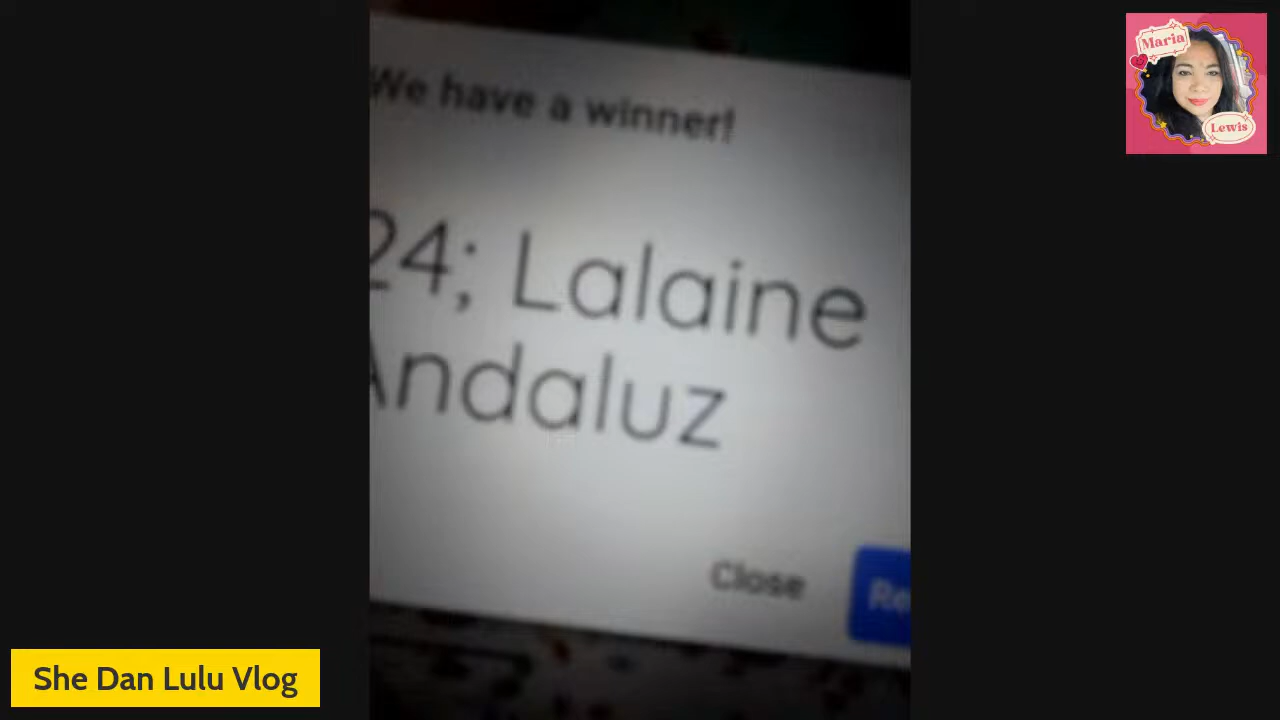 We have a winner!
24; Lalaine
Andaluz
Close
Maria
Lewis
She Dan Lulu Vlog